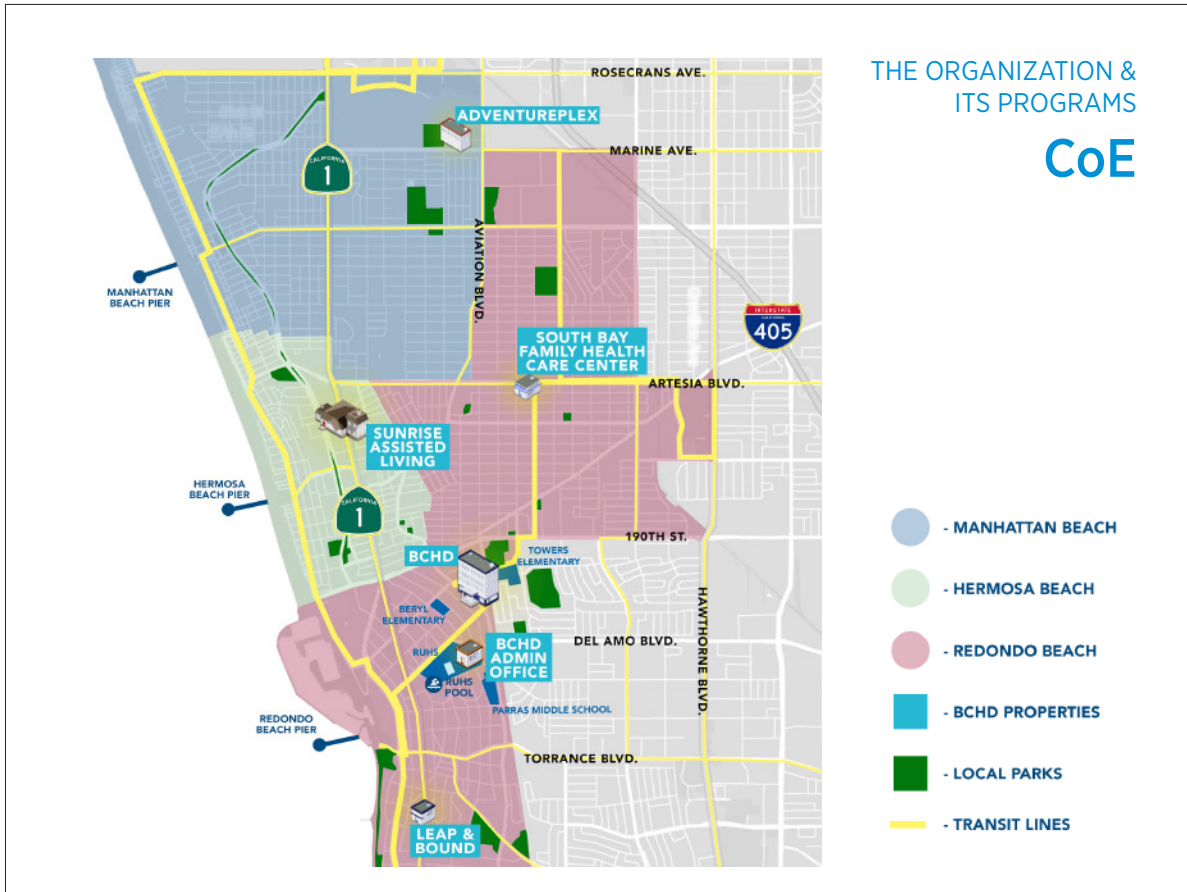 THE ORGANIZATION &
ITS PROGRAMS
CoE
ROSECRANS AVE.
ADVENTUREPLEX
MARINE AVE.
CALIFORNIA
1
AVIATION BLVD.
MANHATTAN
BEACH PIER
INTERSTATE
CALIFORNIA
405
SOUTH BAY
FAMILY HEALTH
CARE CENTER
ARTESIA BLVD.
SUNRISE
ASSISTED
LIVING
HERMOSA
BEACH PIER
CALIFORNIA
1
190TH ST.
BCHD
TOWERS
ELEMENTARY
BERYL
ELEMENTARY
HAWTHORNE BLVD.
DEL AMO BLVD.
BCHD
ADMIN
OFFICE
RUHS
RUHS
POOL
PARRAS MIDDLE SCHOOL
REDONDO
BEACH PIER
TORRANCE BLVD.
LEAP &
BOUND
- MANHATTAN BEACH
- HERMOSA BEACH
- REDONDO BEACH
- BCHD PROPERTIES
- LOCAL PARKS
- TRANSIT LINES